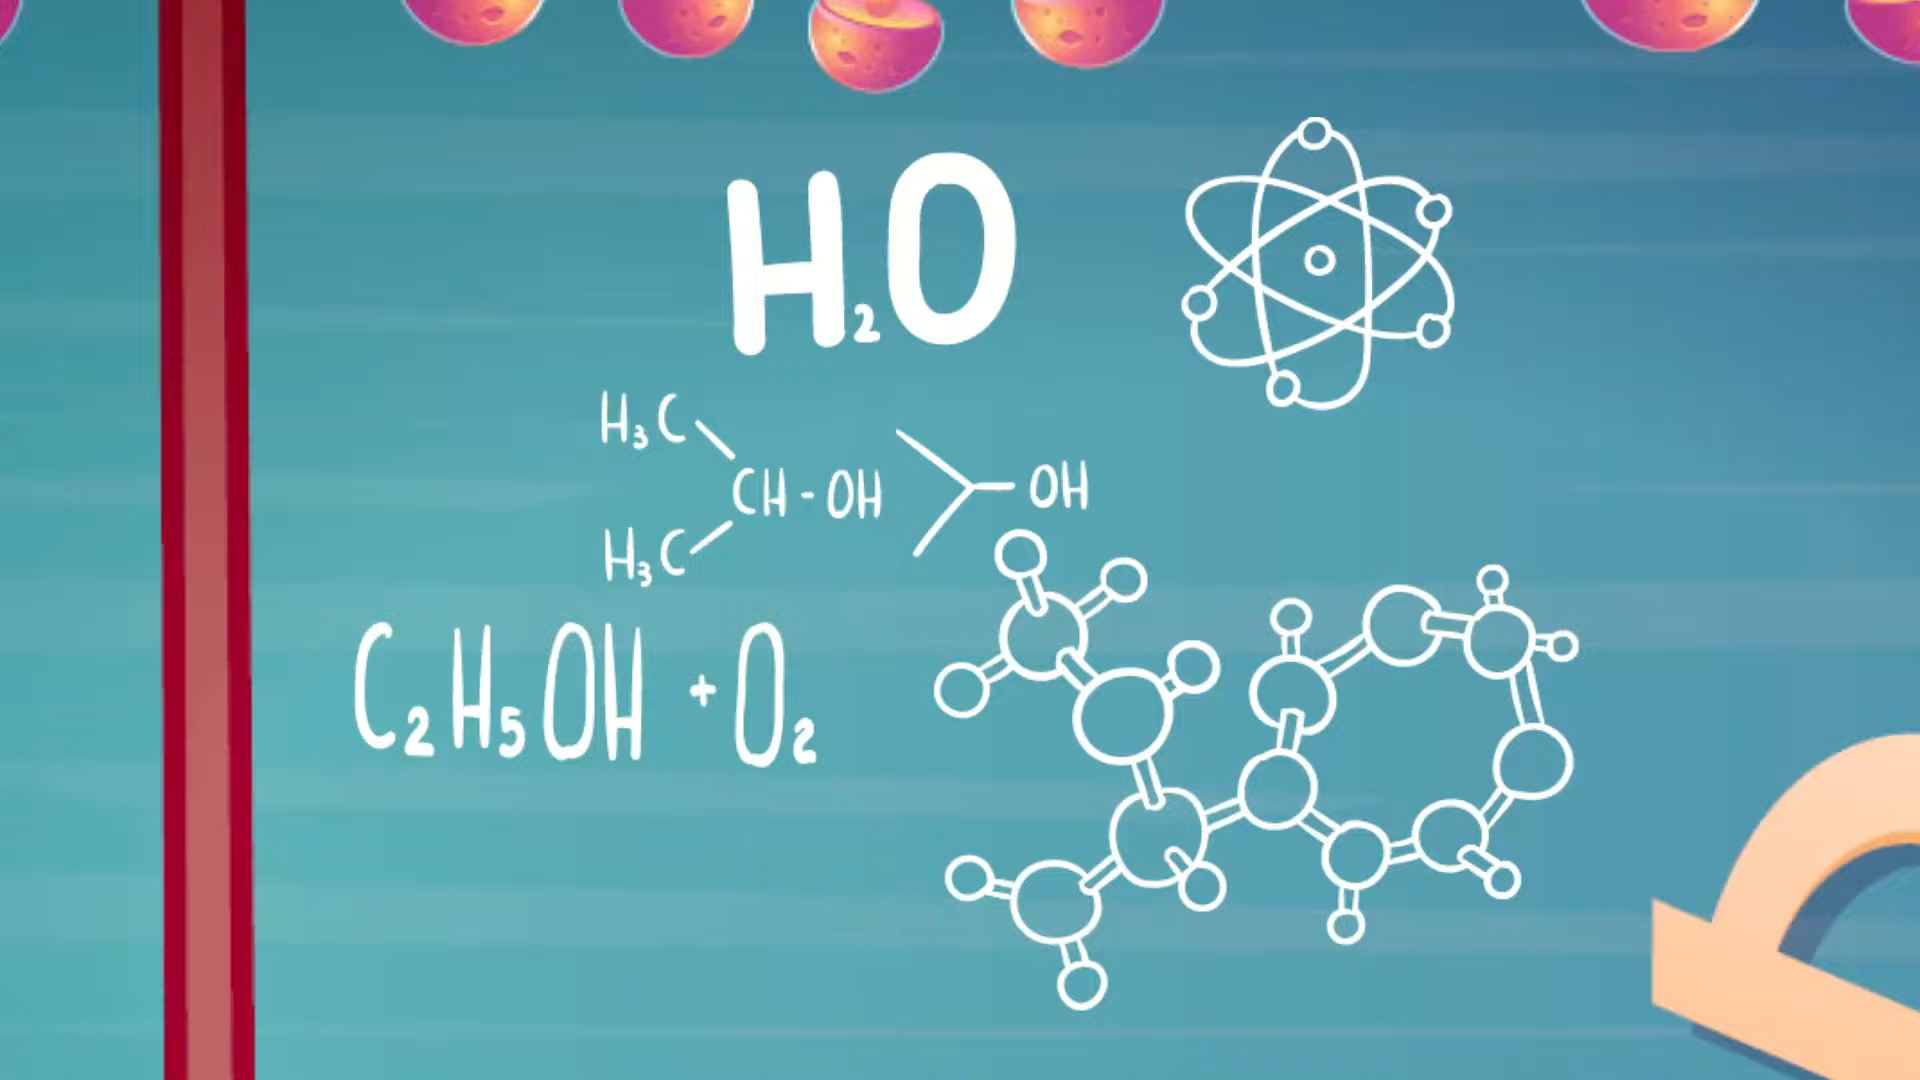 H₂O
H₃C
CH-OH
OH
H₃C
C₂H₅OH + O₂